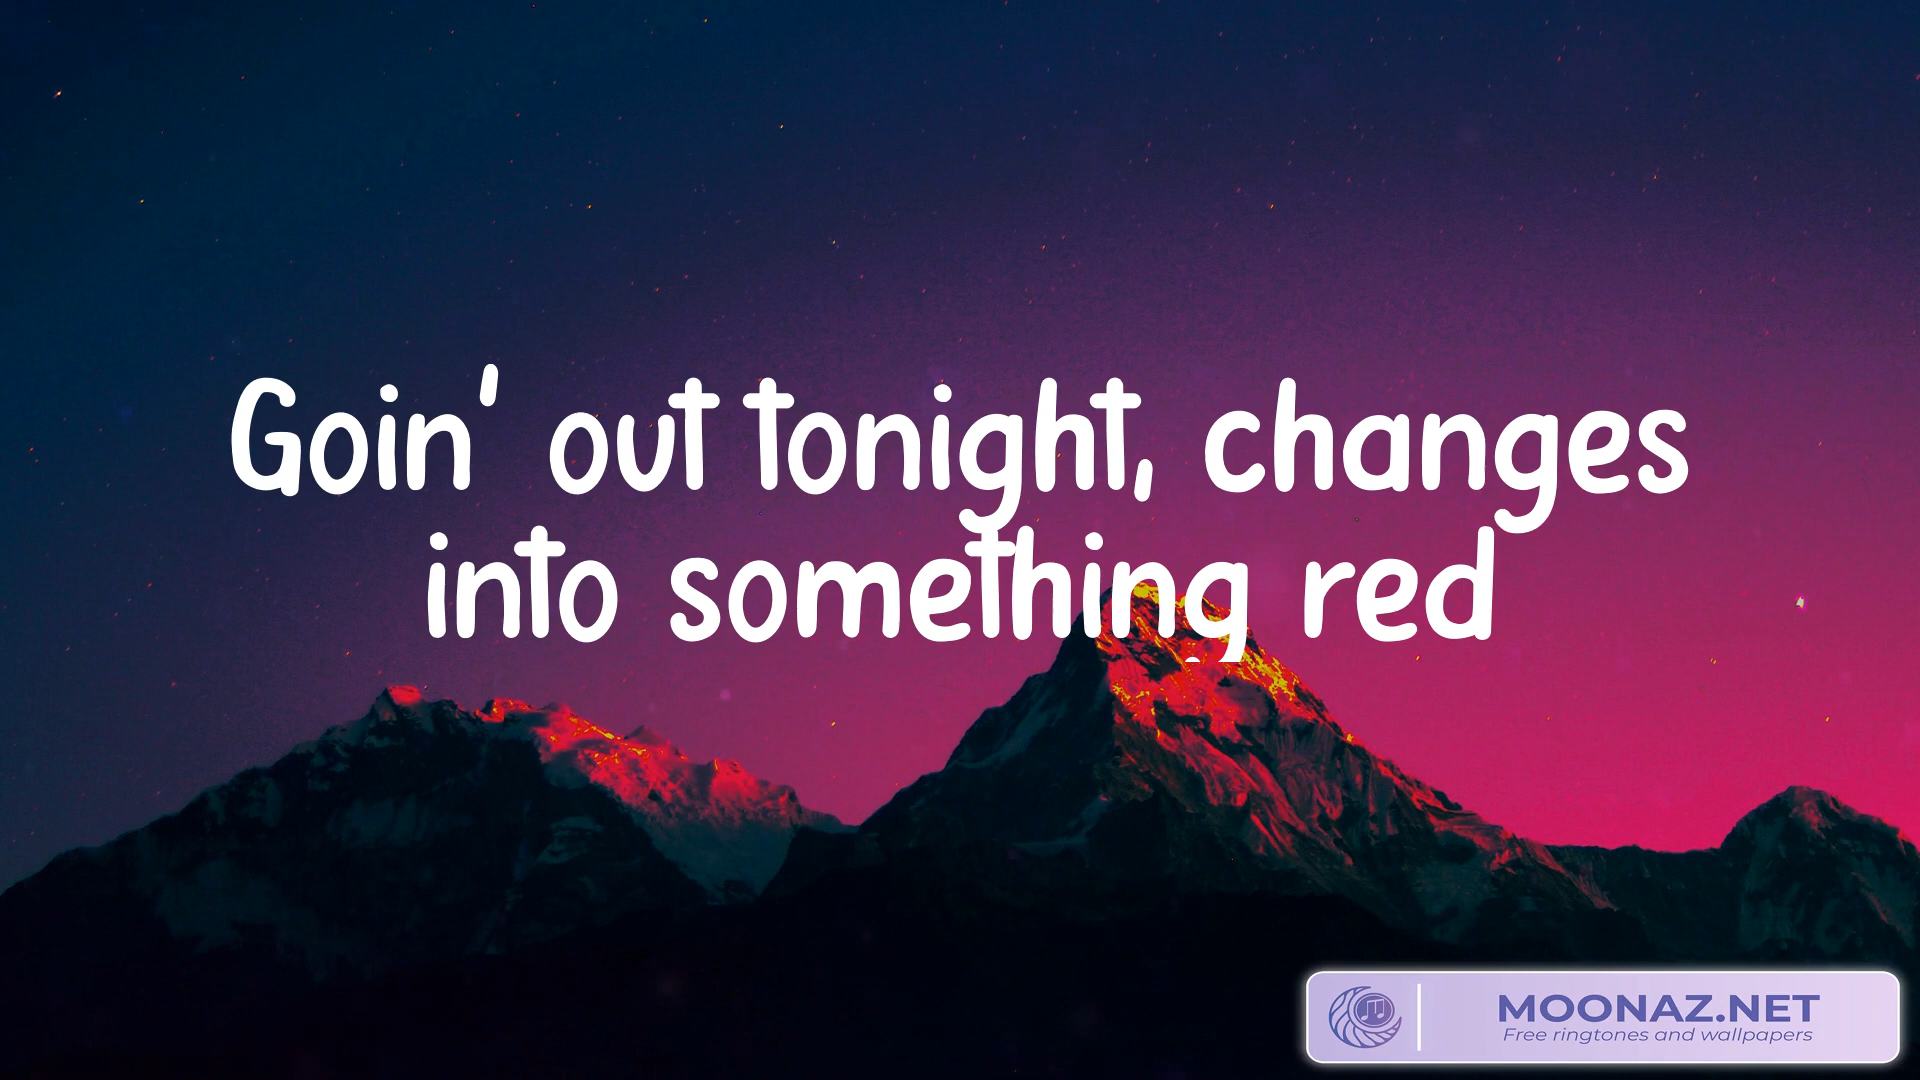 Goin' out tonight, changes
into something red
MOONAZ.NET
Free ringtones and wallpapers